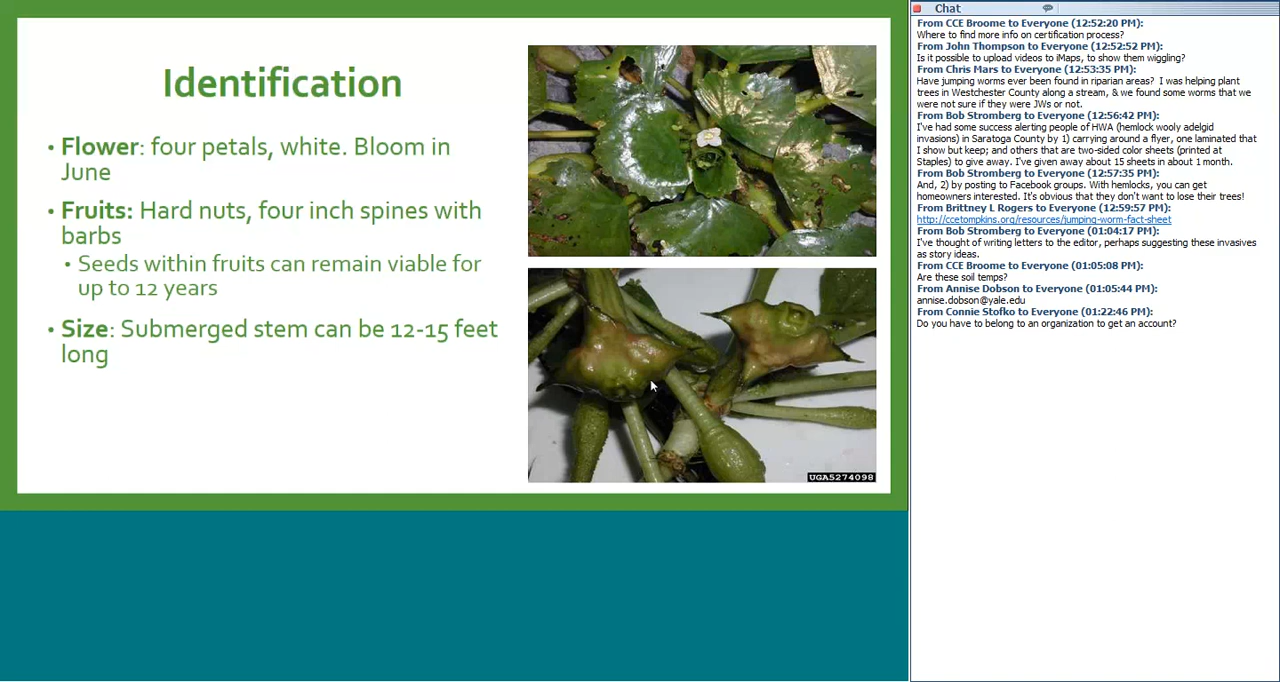 Identification
• Flower: four petals, white. Bloom in
June
• Fruits: Hard nuts, four inch spines with
barbs
• Seeds within fruits can remain viable for
up to 12 years
• Size: Submerged stem can be 12-15 feet
long
UGA5274098
Chat
From CCE Broome to Everyone (12:52:20 PM):
Where to find more info on certification process?
From John Thompson to Everyone (12:52:52 PM):
Is it possible to upload videos to iMaps, to show them wiggling?
From Chris Mars to Everyone (12:53:35 PM):
Have jumping worms ever been found in riparian areas? I was helping plant
trees in Westchester County along a stream, & we found some worms that we
were not sure if they were JWs or not.
From Bob Stromberg to Everyone (12:56:42 PM):
I've had some success alerting people of HWA (hemlock wooly adelgid
invasions) in Saratoga County by 1) carrying around a flyer, one laminated that
I show but keep; and others that are two-sided color sheets (printed at
Staples) to give away. I've given away about 15 sheets in about 1 month.
From Bob Stromberg to Everyone (12:57:35 PM):
And, 2) by posting to Facebook groups. With hemlocks, you can get
homeowners interested. It's obvious that they don't want to lose their trees!
From Brittney L Rogers to Everyone (12:59:57 PM):
http://ccetompkins.org/resources/jumping-worm-fact-sheet
From Bob Stromberg to Everyone (01:04:17 PM):
I've thought of writing letters to the editor, perhaps suggesting these invasives
as story ideas.
From CCE Broome to Everyone (01:05:08 PM):
Are these soil temps?
From Annise Dobson to Everyone (01:05:44 PM):
annise.dobson@yale.edu
From Connie Stofko to Everyone (01:22:46 PM):
Do you have to belong to an organization to get an account?